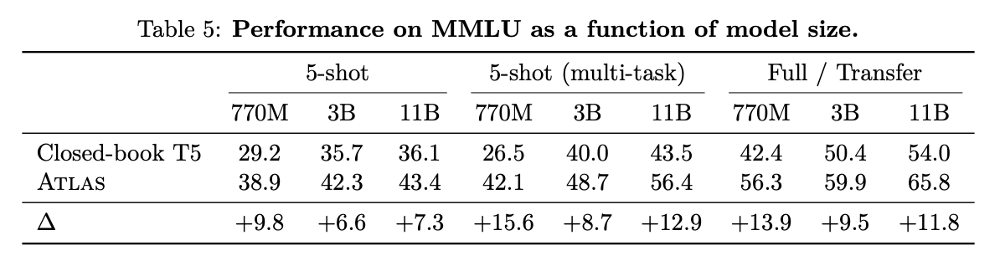 Table 5: Performance on MMLU as a function of model size.
5-shot 5-shot (multi-task) Full / Transfer
770M 3B 11B 770M 3B 11B 770M 3B 11B
Closed-book T5 29.2 35.7 36.1 26.5 40.0 43.5 42.4 50.4 54.0
ATLAS 38.9 42.3 43.4 42.1 48.7 56.4 56.3 59.9 65.8
Δ +9.8 +6.6 +7.3 +15.6 +8.7 +12.9 +13.9 +9.5 +11.8